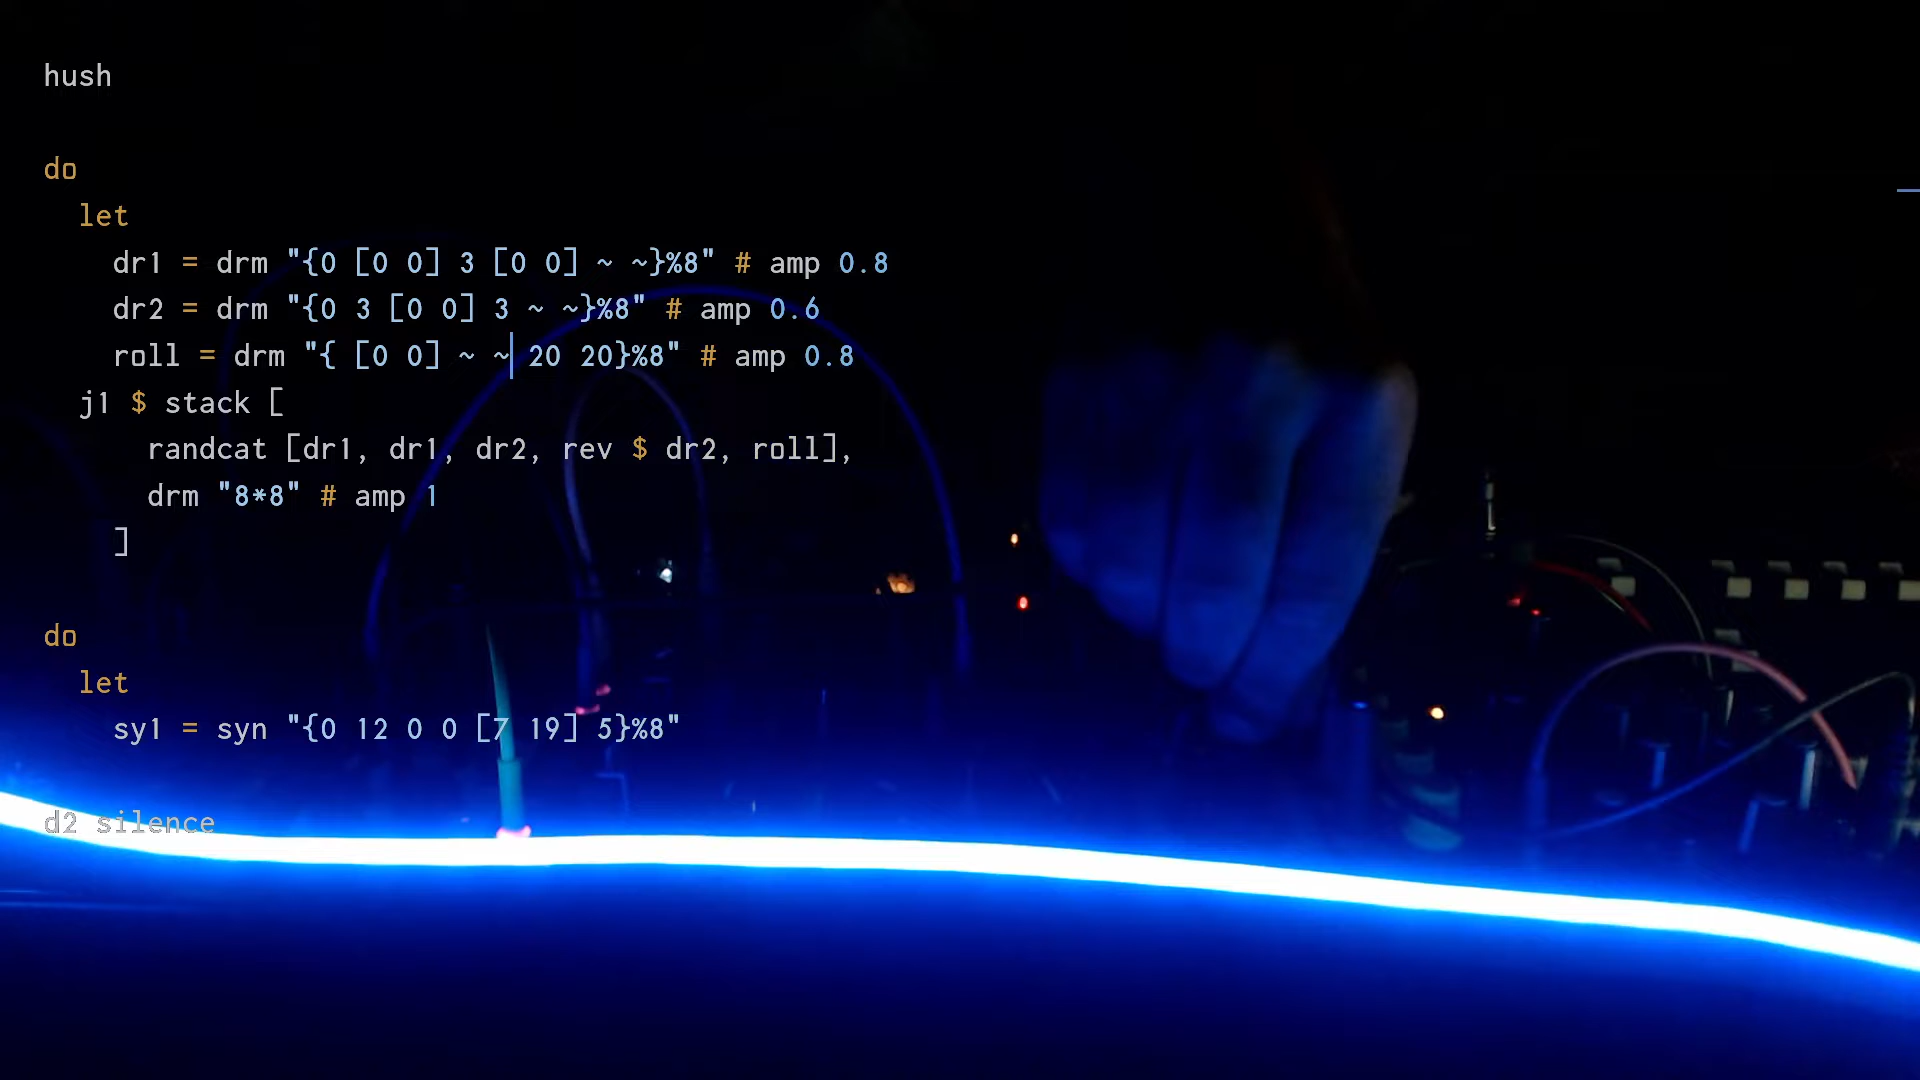 hush
do
let
dr1 = drm "{0 [0 0] 3 [0 0] ~ ~}%8" # amp 0.8
dr2 = drm "{0 3 [0 0] 3 ~ ~}%8" # amp 0.6
roll = drm "{ [0 0] ~ ~ 20 20}%8" # amp 0.8
j1 $ stack [
randcat [dr1, dr1, dr2, rev $ dr2, roll],
drm "8*8" # amp 1
]
do
let
sy1 = syn "{0 12 0 0 [7 19] 5}%8"
d2 silence